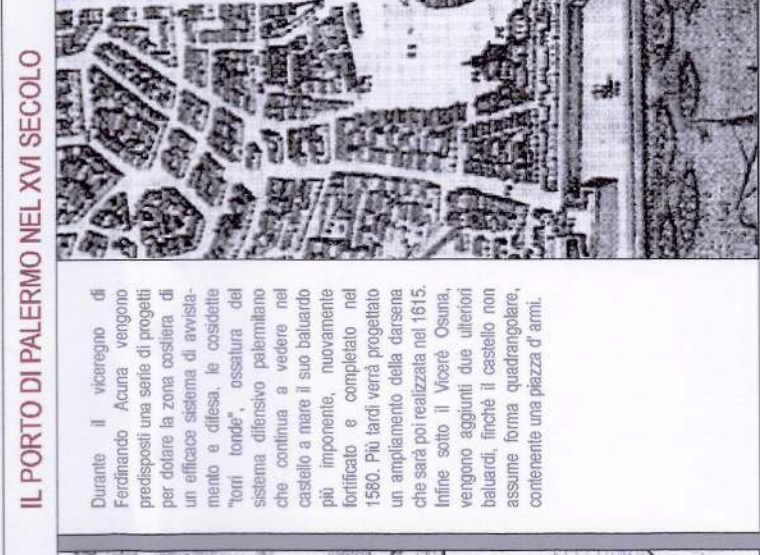 IL PORTO DI PALERMO NEL XVI SECOLO
Durante il viceregno di
Ferdinando Acuna vengono
predisposti una serie di progetti
per dotare la zona costiera di
un efficace sistema di avvista-
mento e difesa, le cosidette
"torri tonde", ossatura del
sistema difensivo palermitano
che continua a vedere nel
castello a mare il suo baluardo
più imponente, nuovamente
fortificato e completato nel
1580. Più tardi verrà progettato
un ampliamento della darsena
che sarà poi realizzata nel 1615.
Infine sotto il Vicerè Osuna,
vengono aggiunti due ulteriori
baluardi, finché il castello non
assume forma quadrangolare,
contenente una piazza d' armi.